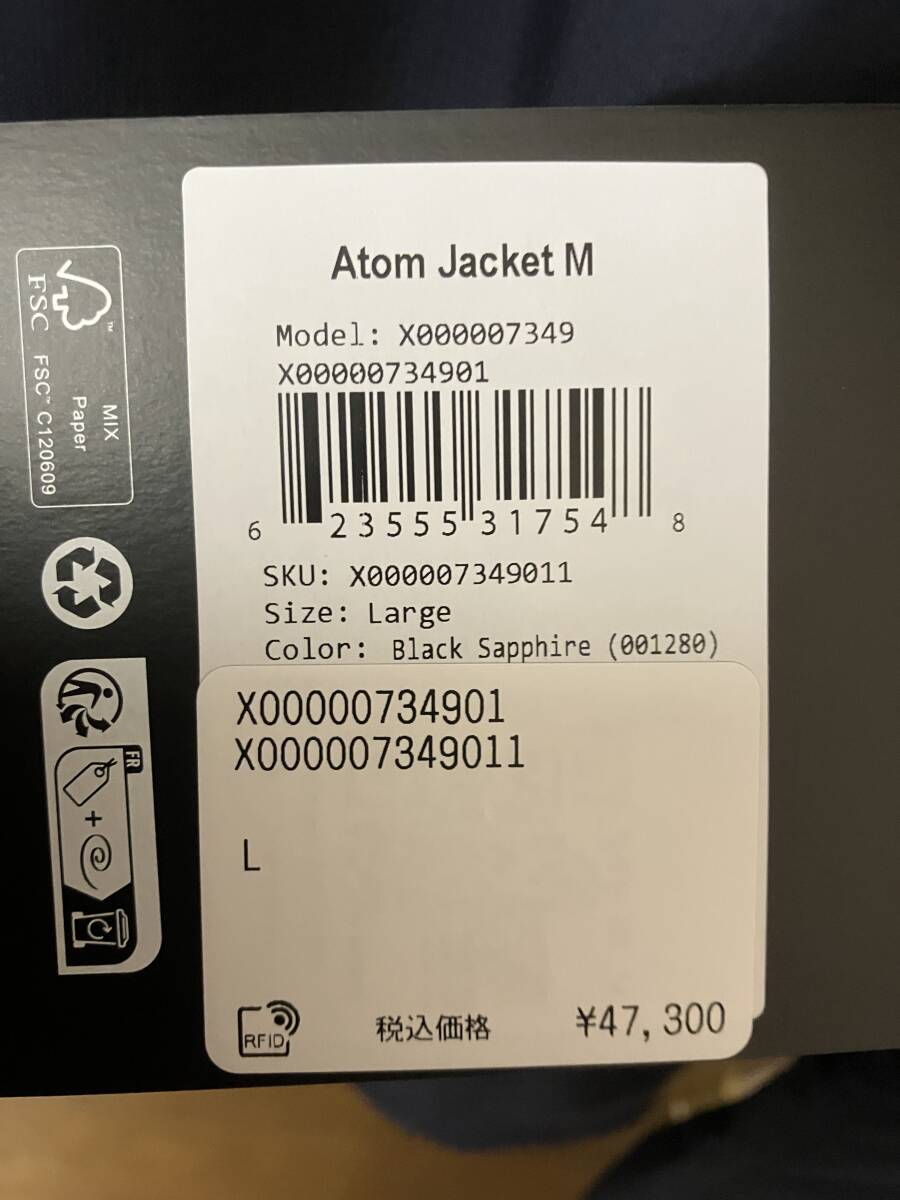 Atom Jacket M
Model: X000007349
X00000734901
6 23555 31754 8
SKU: X000007349011
Size: Large
Color: Black Sapphire (001280)
X00000734901
X000007349011
L
RFID
税込価格 ¥47,300
FSC™
FSC™ C120609
MIX
Paper
FR
+